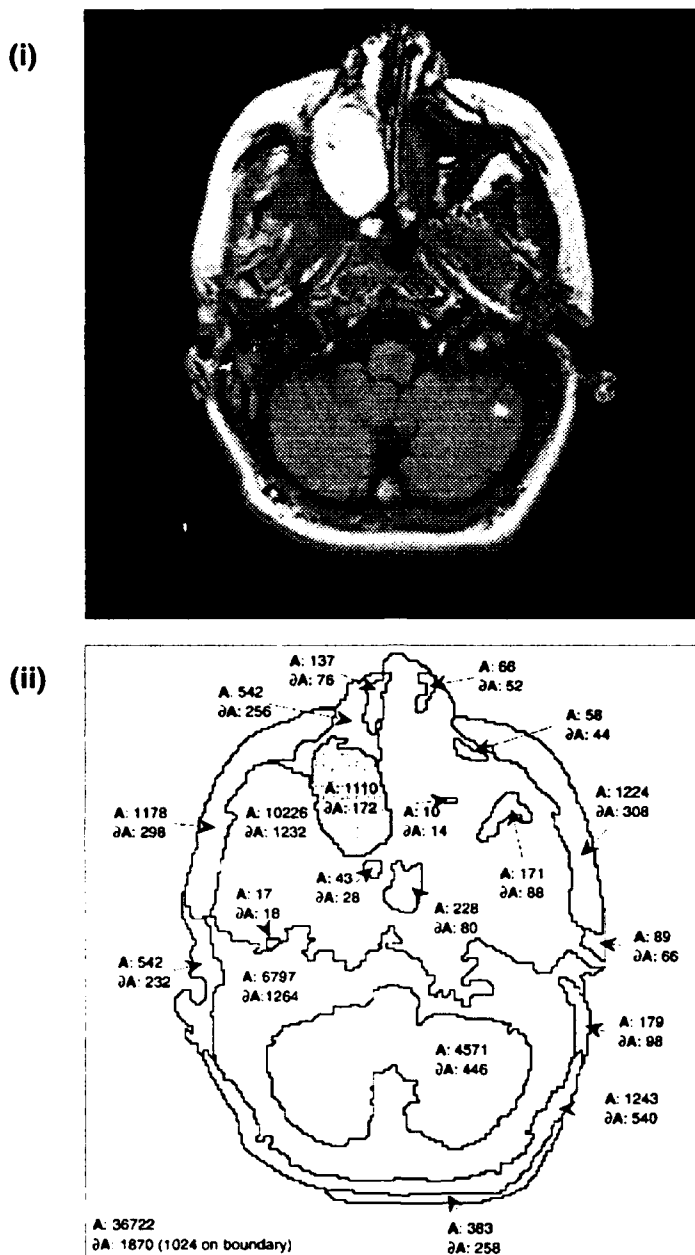 (i)
(ii)
A: 137
∂A: 76
A: 66
∂A: 52
A: 542
∂A: 256
A: 58
∂A: 44
A: 1178
∂A: 298
A: 10226
∂A: 1232
A: 1110
∂A: 172
A: 10
∂A: 14
A: 1224
∂A: 308
A: 171
∂A: 88
A: 43
∂A: 28
A: 17
∂A: 18
A: 228
∂A: 80
A: 89
∂A: 66
A: 542
∂A: 232
A: 6797
∂A: 1264
A: 179
∂A: 98
A: 4571
∂A: 446
A: 1243
∂A: 540
A: 36722
∂A: 1870 (1024 on boundary)
A: 383
∂A: 258